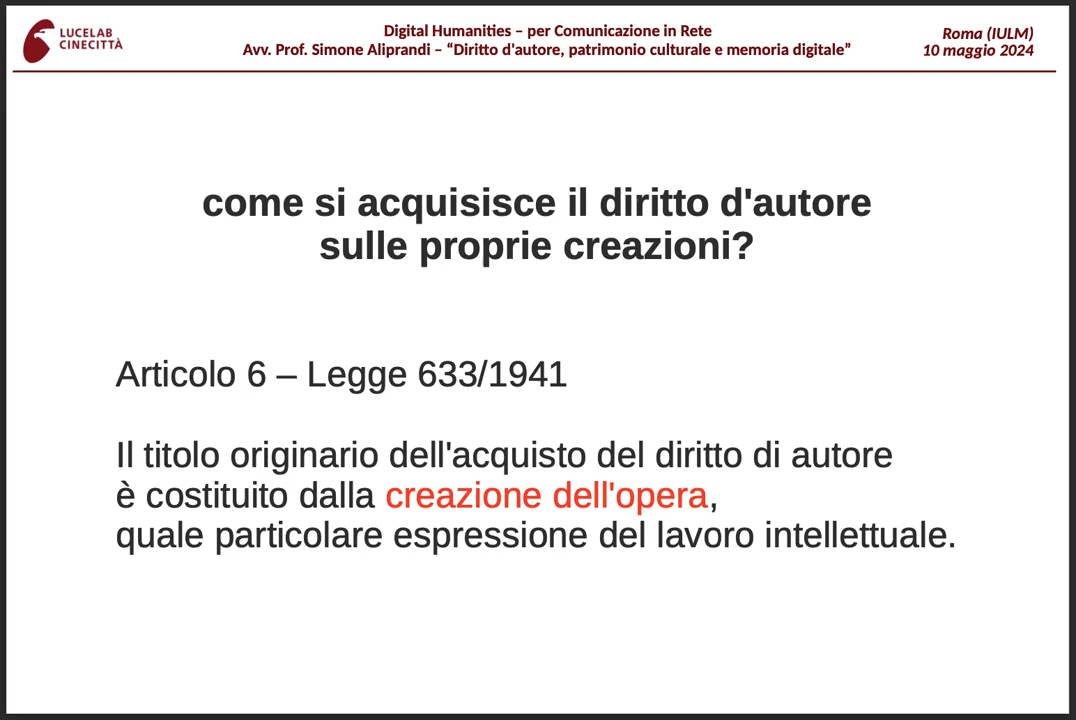 LUCELAB
CINECITTÀ
Digital Humanities – per Comunicazione in Rete
Avv. Prof. Simone Aliprandi – “Diritto d'autore, patrimonio culturale e memoria digitale”
Roma (IULM)
10 maggio 2024
come si acquisisce il diritto d'autore
sulle proprie creazioni?
Articolo 6 – Legge 633/1941
Il titolo originario dell'acquisto del diritto di autore
è costituito dalla creazione dell'opera,
quale particolare espressione del lavoro intellettuale.